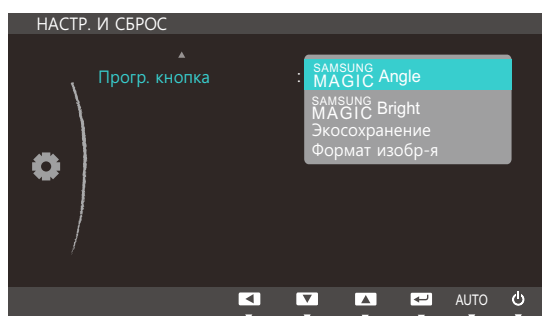 НАСТР. И СБРОС
Прогр. кнопка : SAMSUNG MAGIC Angle
SAMSUNG MAGIC Bright
Экосохранение
Формат изобр-я
AUTO